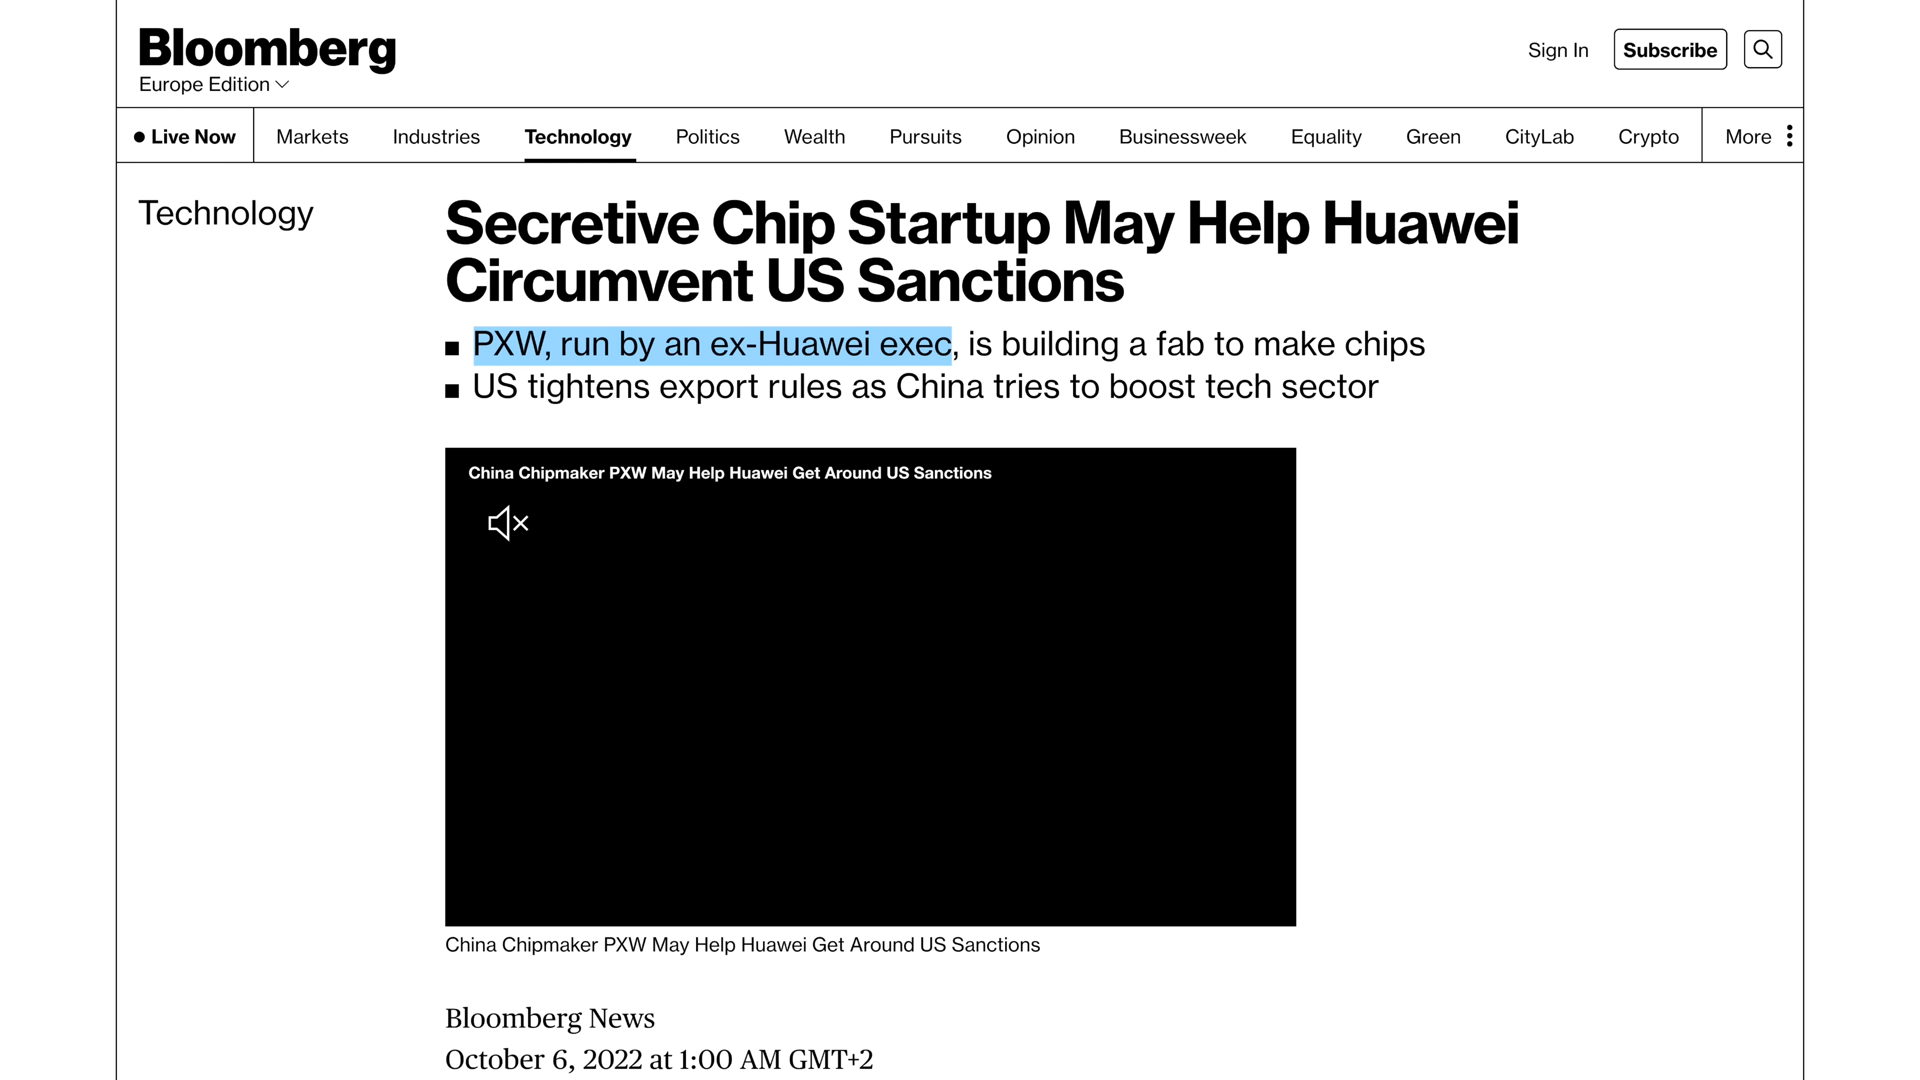 Bloomberg
Europe Edition
Sign In
Subscribe
Live Now
Markets
Industries
Technology
Politics
Wealth
Pursuits
Opinion
Businessweek
Equality
Green
CityLab
Crypto
More
Technology
Secretive Chip Startup May Help Huawei
Circumvent US Sanctions
PXW, run by an ex-Huawei exec, is building a fab to make chips
US tightens export rules as China tries to boost tech sector
China Chipmaker PXW May Help Huawei Get Around US Sanctions
China Chipmaker PXW May Help Huawei Get Around US Sanctions
Bloomberg News
October 6, 2022 at 1:00 AM GMT+2